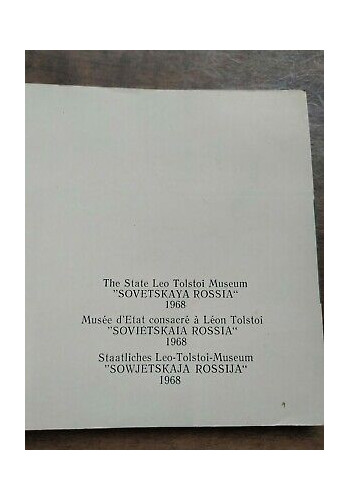 The State Leo Tolstoi Museum
"SOVETSKAYA ROSSIA"
1968
Musée d'Etat consacré à Léon Tolstoi
"SOVIETSKAIA ROSSIA"
1968
Staatliches Leo-Tolstoi-Museum
"SOWJETSKAJA ROSSIJA"
1968